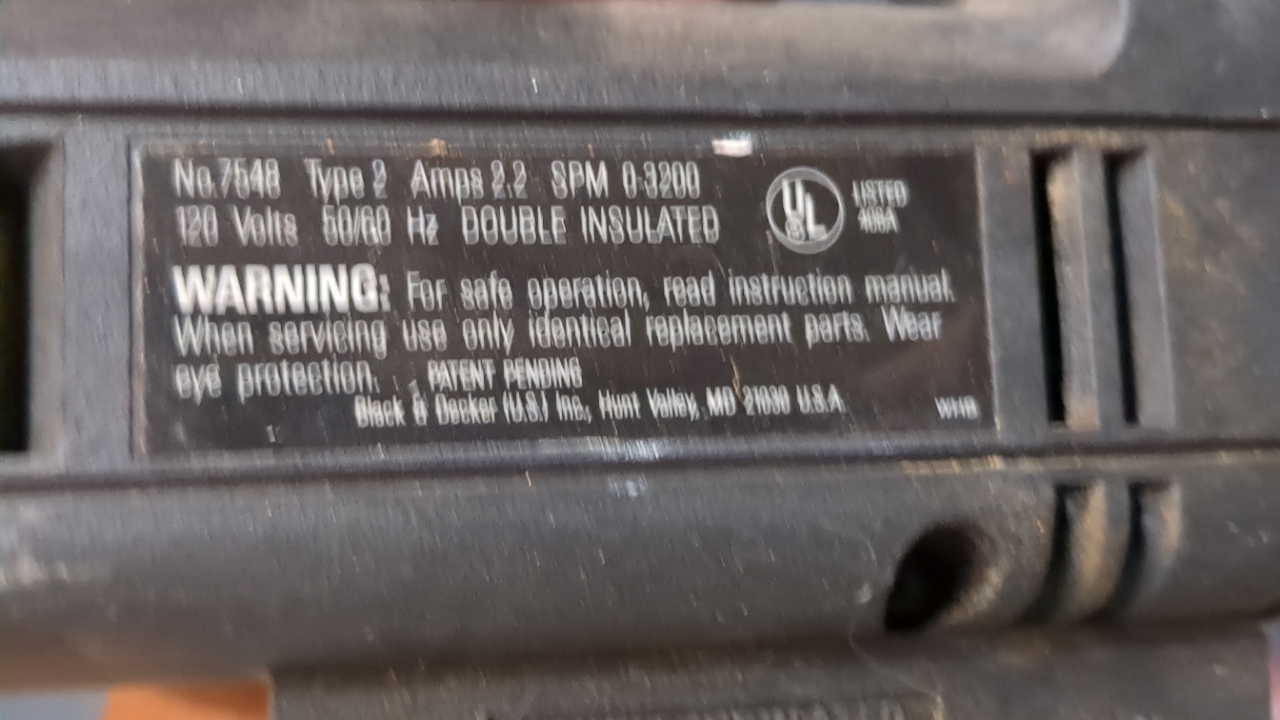 No. 7548 Type 2 Amps 2.2 SPM 0-3200
120 Volts 50/60 Hz DOUBLE INSULATED
UL LISTED
406A
WARNING: For safe operation, read instruction manual.
When servicing use only identical replacement parts. Wear
eye protection. PATENT PENDING
Black & Decker (U.S.) Inc., Hunt Valley, MD 21030 U.S.A.